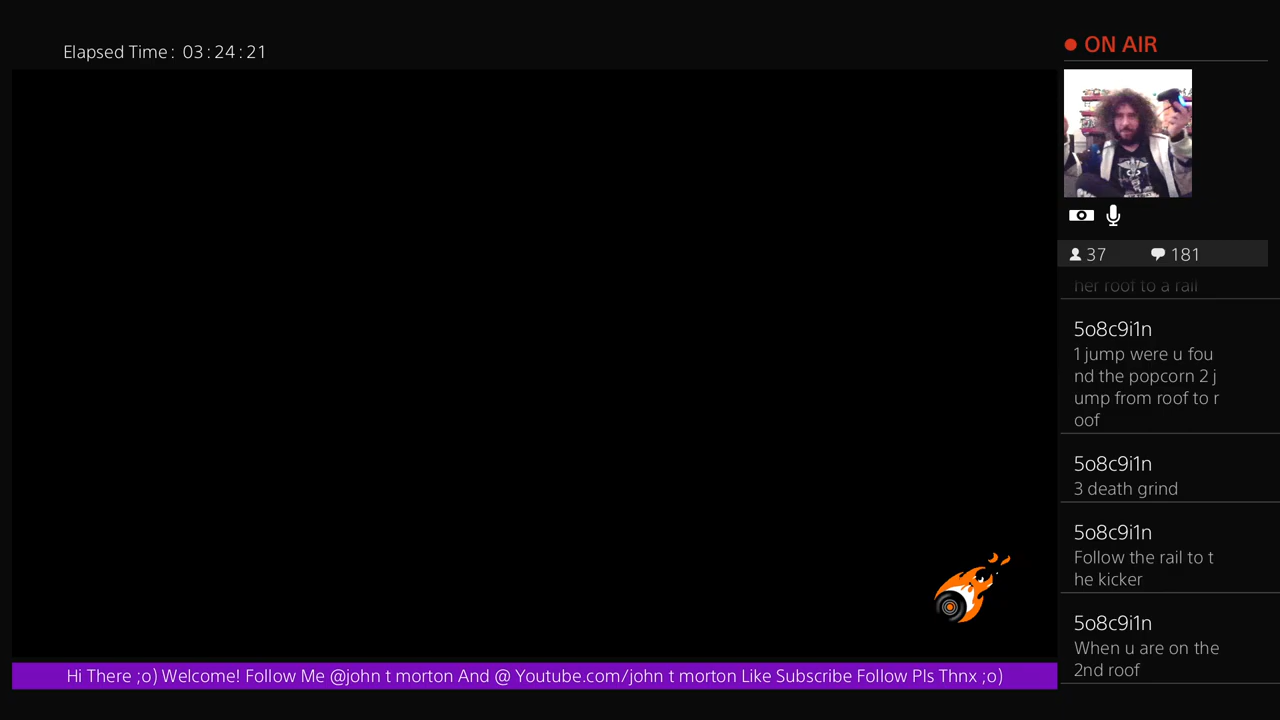 Elapsed Time: 03:24:21
ON AIR
37 181
her roof to a rail
5o8c9i1n
1 jump were u fou
nd the popcorn 2 j
ump from roof to r
oof
5o8c9i1n
3 death grind
5o8c9i1n
Follow the rail to t
he kicker
5o8c9i1n
When u are on the
2nd roof
Hi There ;o) Welcome! Follow Me @john t morton And @ Youtube.com/john t morton Like Subscribe Follow Pls Thnx ;o)